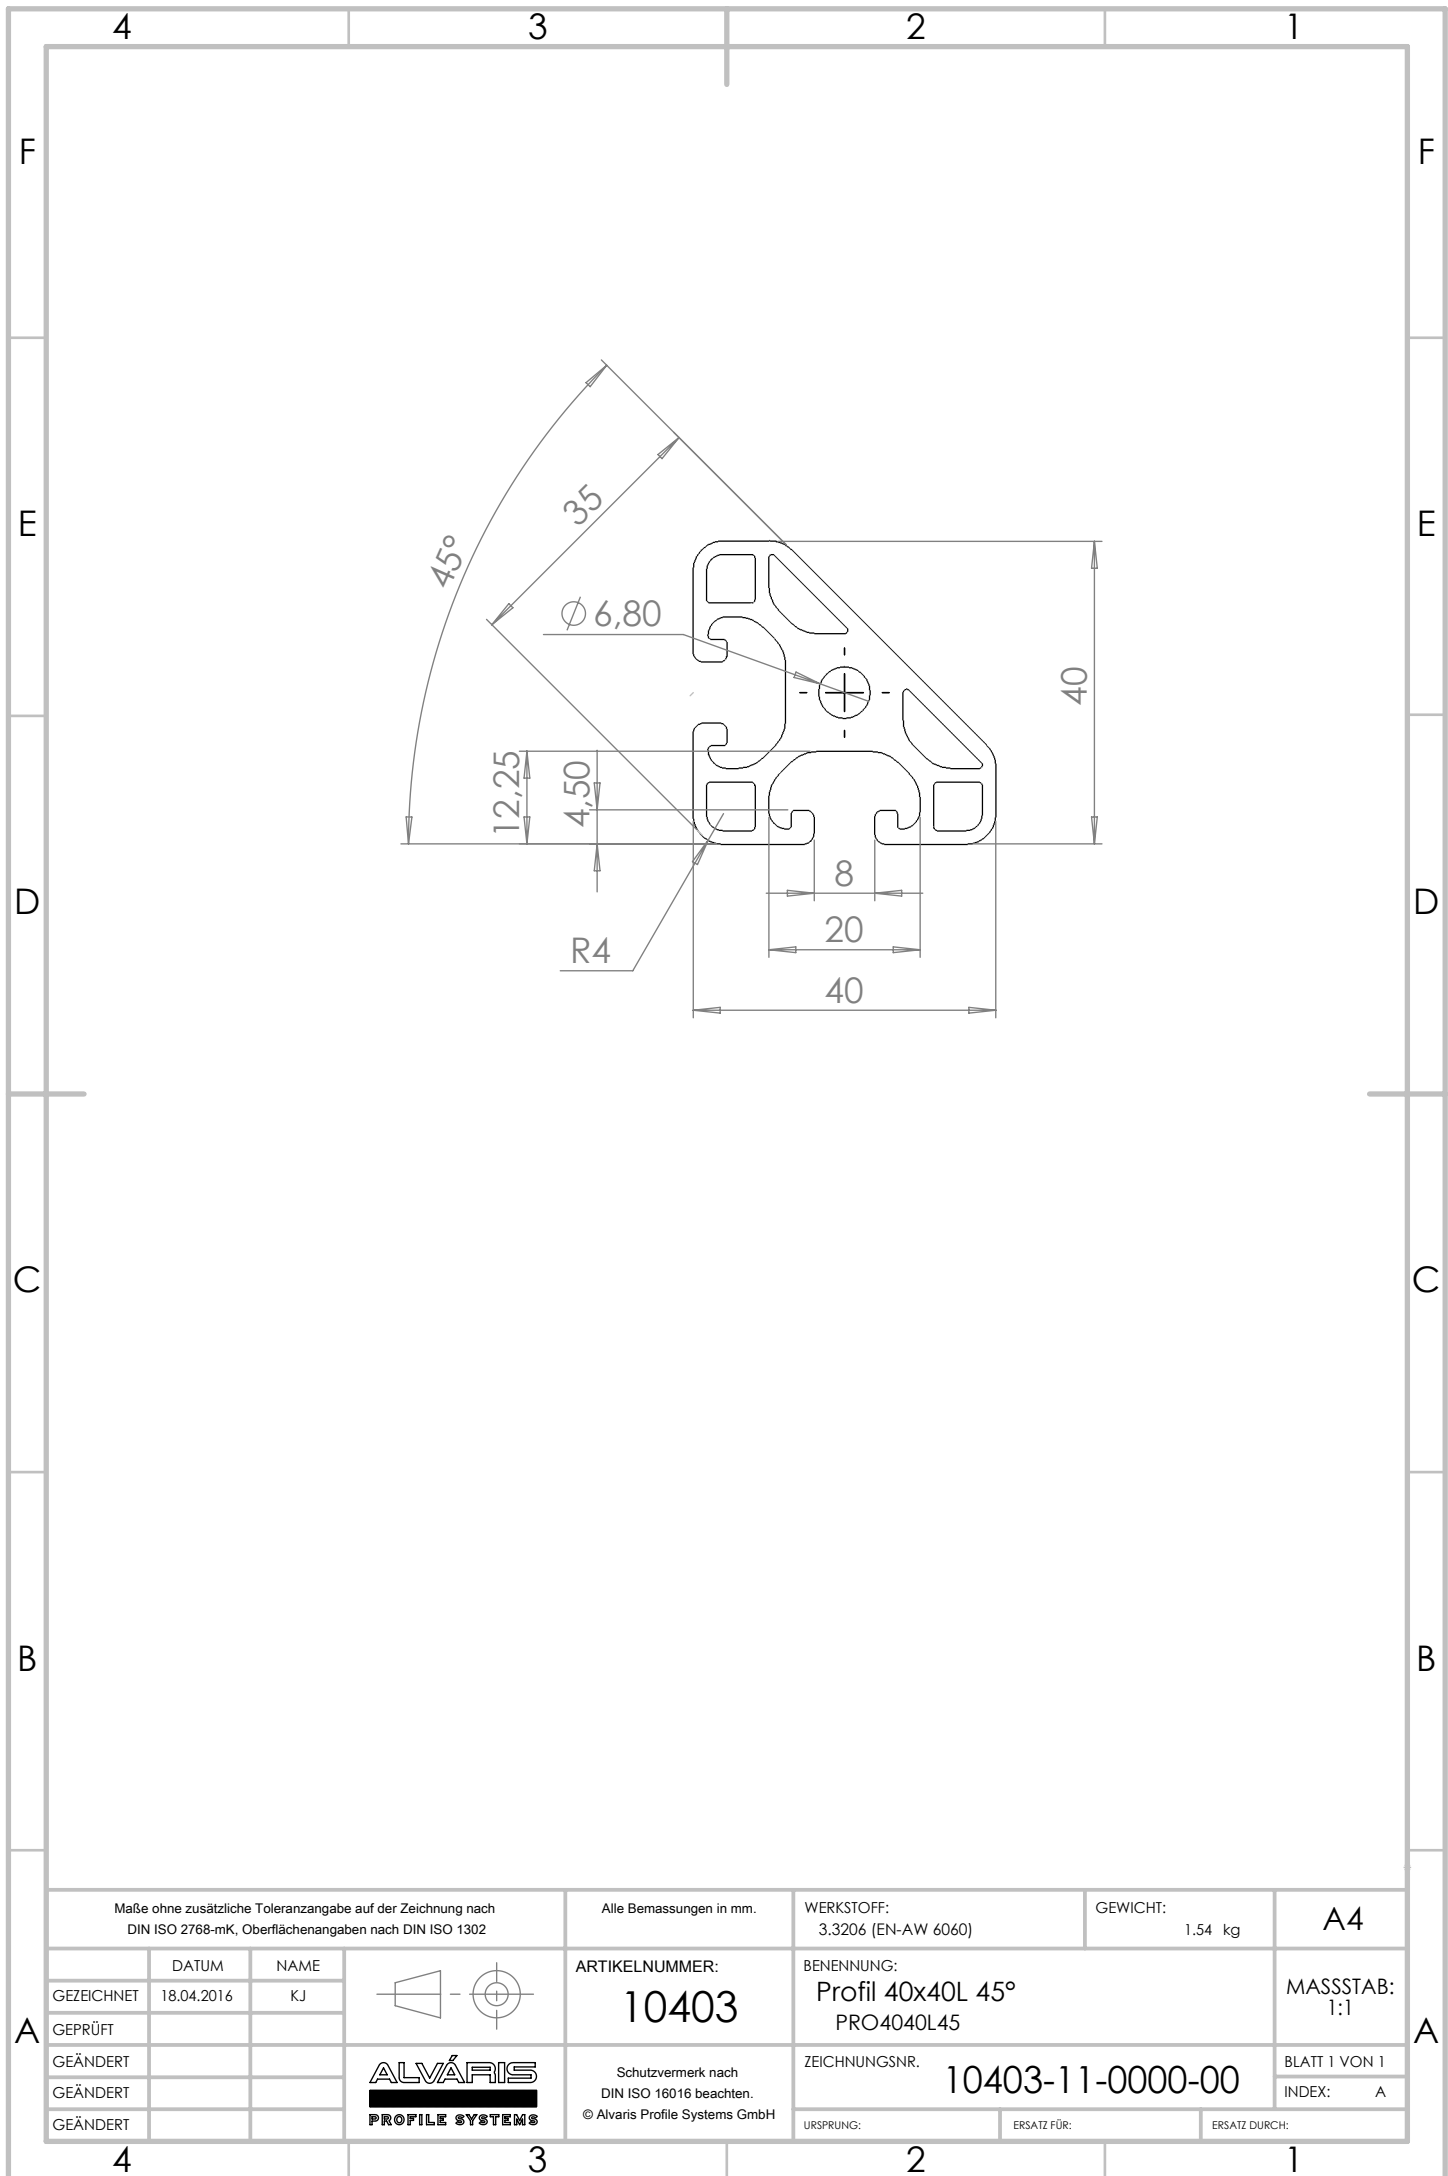 4 3 2 1
F F
E E
D D
C C
B B
A A
45°
35
∅ 6,80
40
12,25
4,50
8
20
R4
40
Maße ohne zusätzliche Toleranzangabe auf der Zeichnung nach
DIN ISO 2768-mK, Oberflächenangaben nach DIN ISO 1302
Alle Bemassungen in mm.
WERKSTOFF:
3.3206 (EN-AW 6060)
GEWICHT:
1.54 kg
A4
DATUM NAME
GEZEICHNET 18.04.2016 KJ
GEPRÜFT
GEÄNDERT
GEÄNDERT
GEÄNDERT
ALVÁRIS
PROFILE SYSTEMS
ARTIKELNUMMER:
10403
Schutzvermerk nach
DIN ISO 16016 beachten.
© Alvaris Profile Systems GmbH
BENENNUNG:
Profil 40x40L 45°
PRO4040L45
MASSSTAB:
1:1
ZEICHNUNGSNR. 10403-11-0000-00
BLATT 1 VON 1
INDEX: A
URSPRUNG: ERSATZ FÜR: ERSATZ DURCH:
4 3 2 1